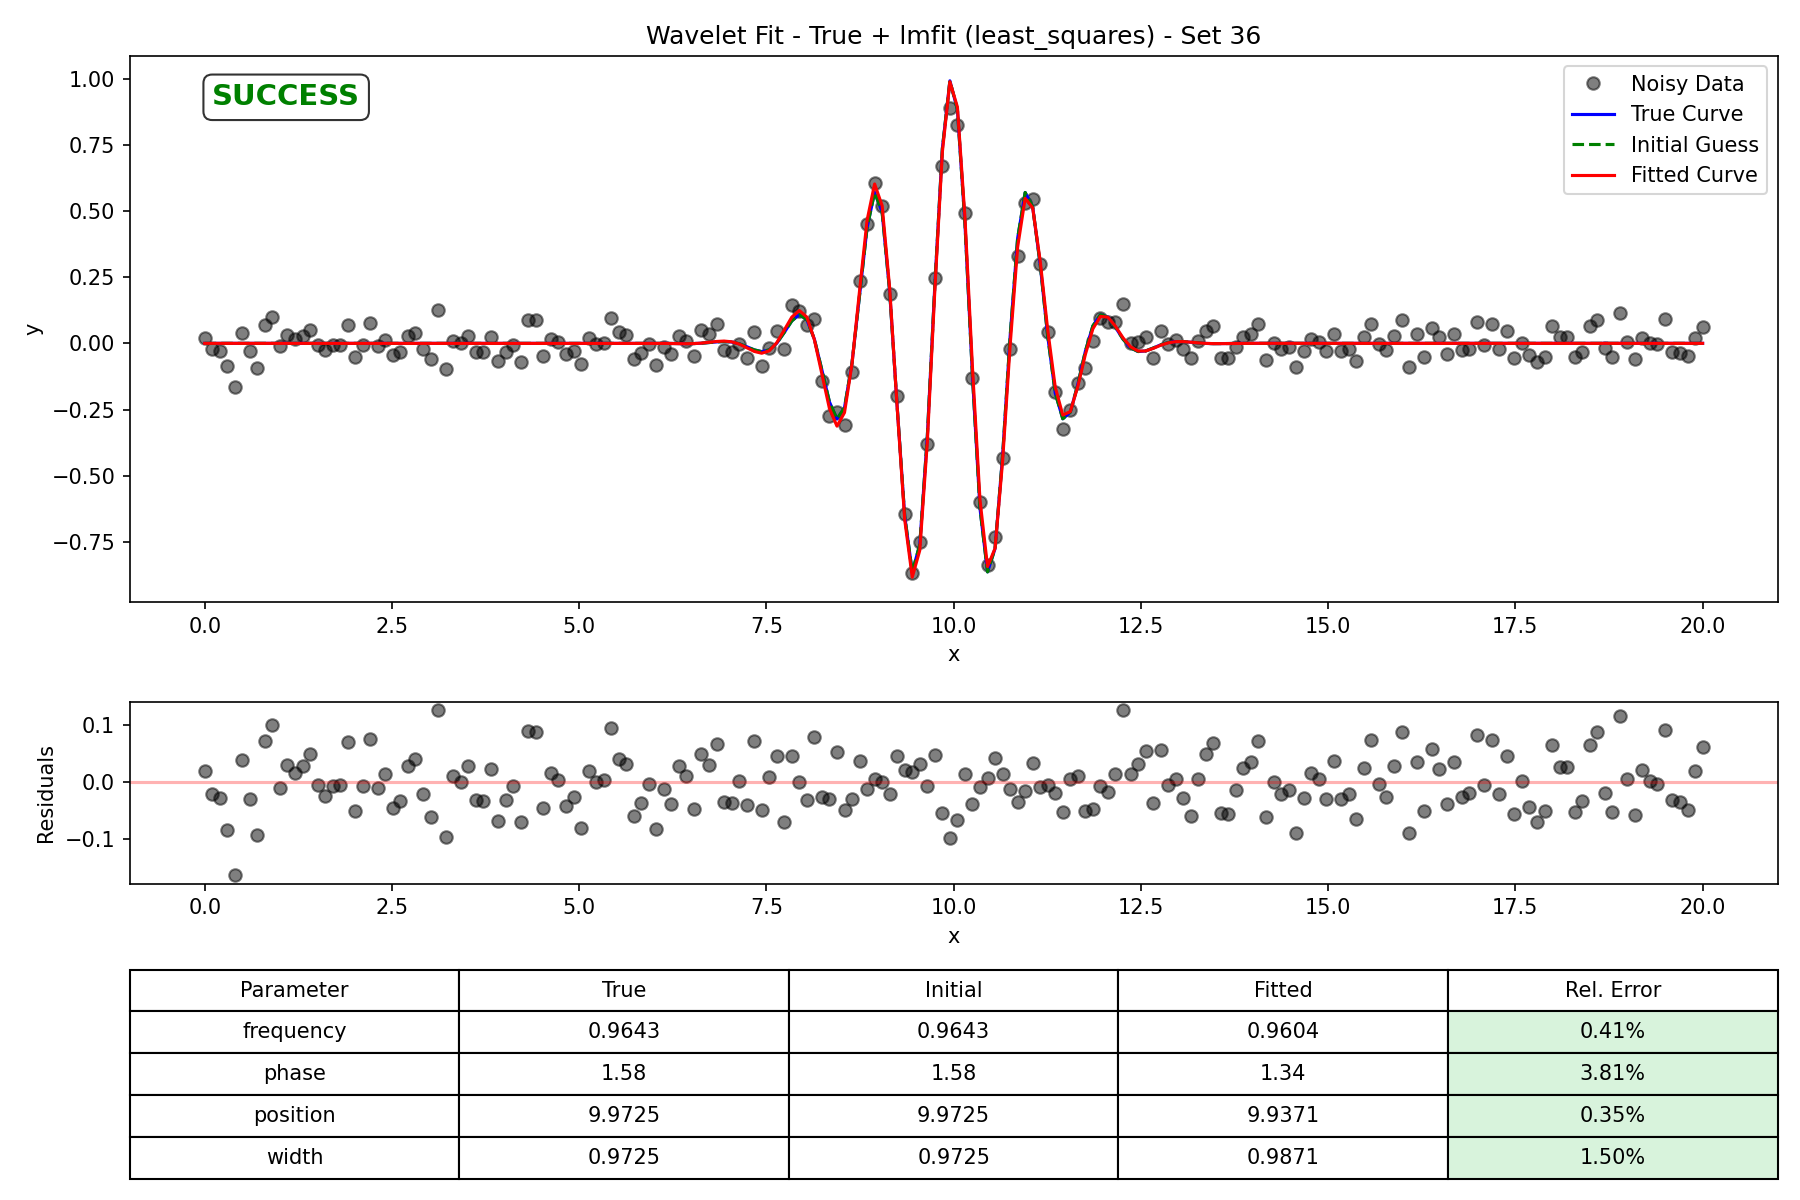 Wavelet Fit - True + lmfit (least_squares) - Set 36
SUCCESS
Noisy Data
True Curve
Initial Guess
Fitted Curve
1.00
0.75
0.50
0.25
0.00
−0.25
−0.50
−0.75
y
0.0 2.5 5.0 7.5 10.0 12.5 15.0 17.5 20.0
x
0.1
0.0
−0.1
Residuals
0.0 2.5 5.0 7.5 10.0 12.5 15.0 17.5 20.0
x
Parameter True Initial Fitted Rel. Error
frequency 0.9643 0.9643 0.9604 0.41%
phase 1.58 1.58 1.34 3.81%
position 9.9725 9.9725 9.9371 0.35%
width 0.9725 0.9725 0.9871 1.50%